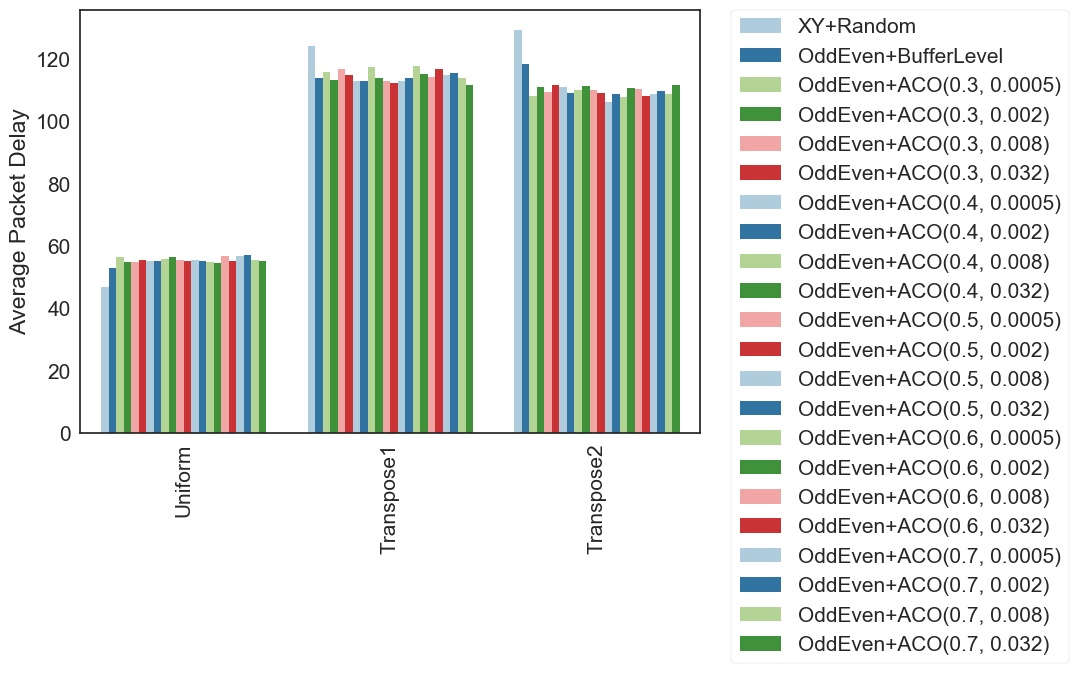 Average Packet Delay
120
100
80
60
40
20
0
Uniform
Transpose1
Transpose2
XY+Random
OddEven+BufferLevel
OddEven+ACO(0.3, 0.0005)
OddEven+ACO(0.3, 0.002)
OddEven+ACO(0.3, 0.008)
OddEven+ACO(0.3, 0.032)
OddEven+ACO(0.4, 0.0005)
OddEven+ACO(0.4, 0.002)
OddEven+ACO(0.4, 0.008)
OddEven+ACO(0.4, 0.032)
OddEven+ACO(0.5, 0.0005)
OddEven+ACO(0.5, 0.002)
OddEven+ACO(0.5, 0.008)
OddEven+ACO(0.5, 0.032)
OddEven+ACO(0.6, 0.0005)
OddEven+ACO(0.6, 0.002)
OddEven+ACO(0.6, 0.008)
OddEven+ACO(0.6, 0.032)
OddEven+ACO(0.7, 0.0005)
OddEven+ACO(0.7, 0.002)
OddEven+ACO(0.7, 0.008)
OddEven+ACO(0.7, 0.032)